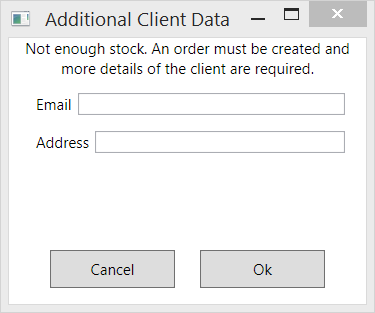 Additional Client Data
Not enough stock. An order must be created and
more details of the client are required.
Email
Address
Cancel
Ok